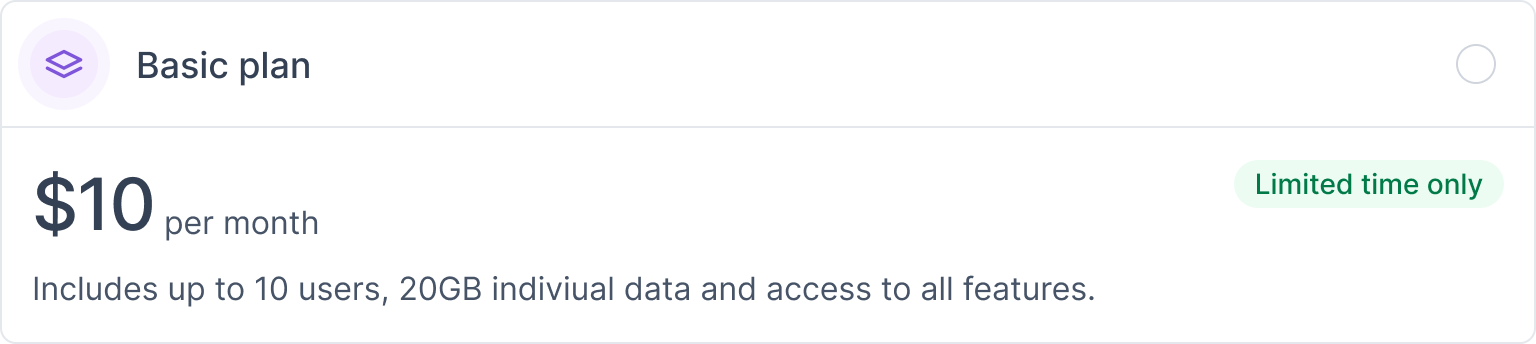 Basic plan
$10 per month
Limited time only
Includes up to 10 users, 20GB indiviual data and access to all features.